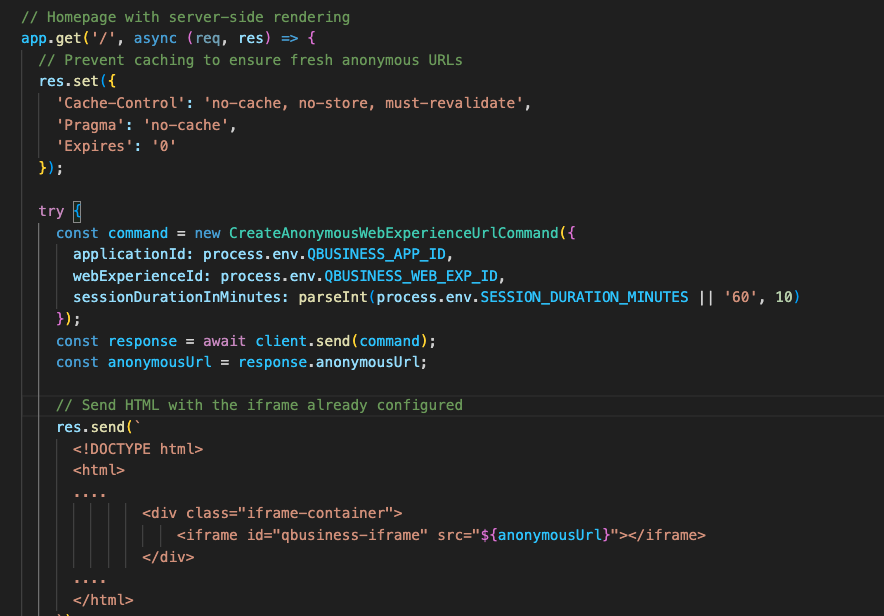 // Homepage with server-side rendering
app.get('/', async (req, res) => {
  // Prevent caching to ensure fresh anonymous URLs
  res.set({
    'Cache-Control': 'no-cache, no-store, must-revalidate',
    'Pragma': 'no-cache',
    'Expires': '0'
  });
  try {
    const command = new CreateAnonymousWebExperienceUrlCommand({
      applicationId: process.env.QBUSINESS_APP_ID,
      webExperienceId: process.env.QBUSINESS_WEB_EXP_ID,
      sessionDurationInMinutes: parseInt(process.env.SESSION_DURATION_MINUTES || '60', 10)
    });
    const response = await client.send(command);
    const anonymousUrl = response.anonymousUrl;
    // Send HTML with the iframe already configured
    res.send(`
      <!DOCTYPE html>
      <html>
      ....
              <div class="iframe-container">
                  <iframe id="qbusiness-iframe" src="${anonymousUrl}"></iframe>
              </div>
      ....
      </html>